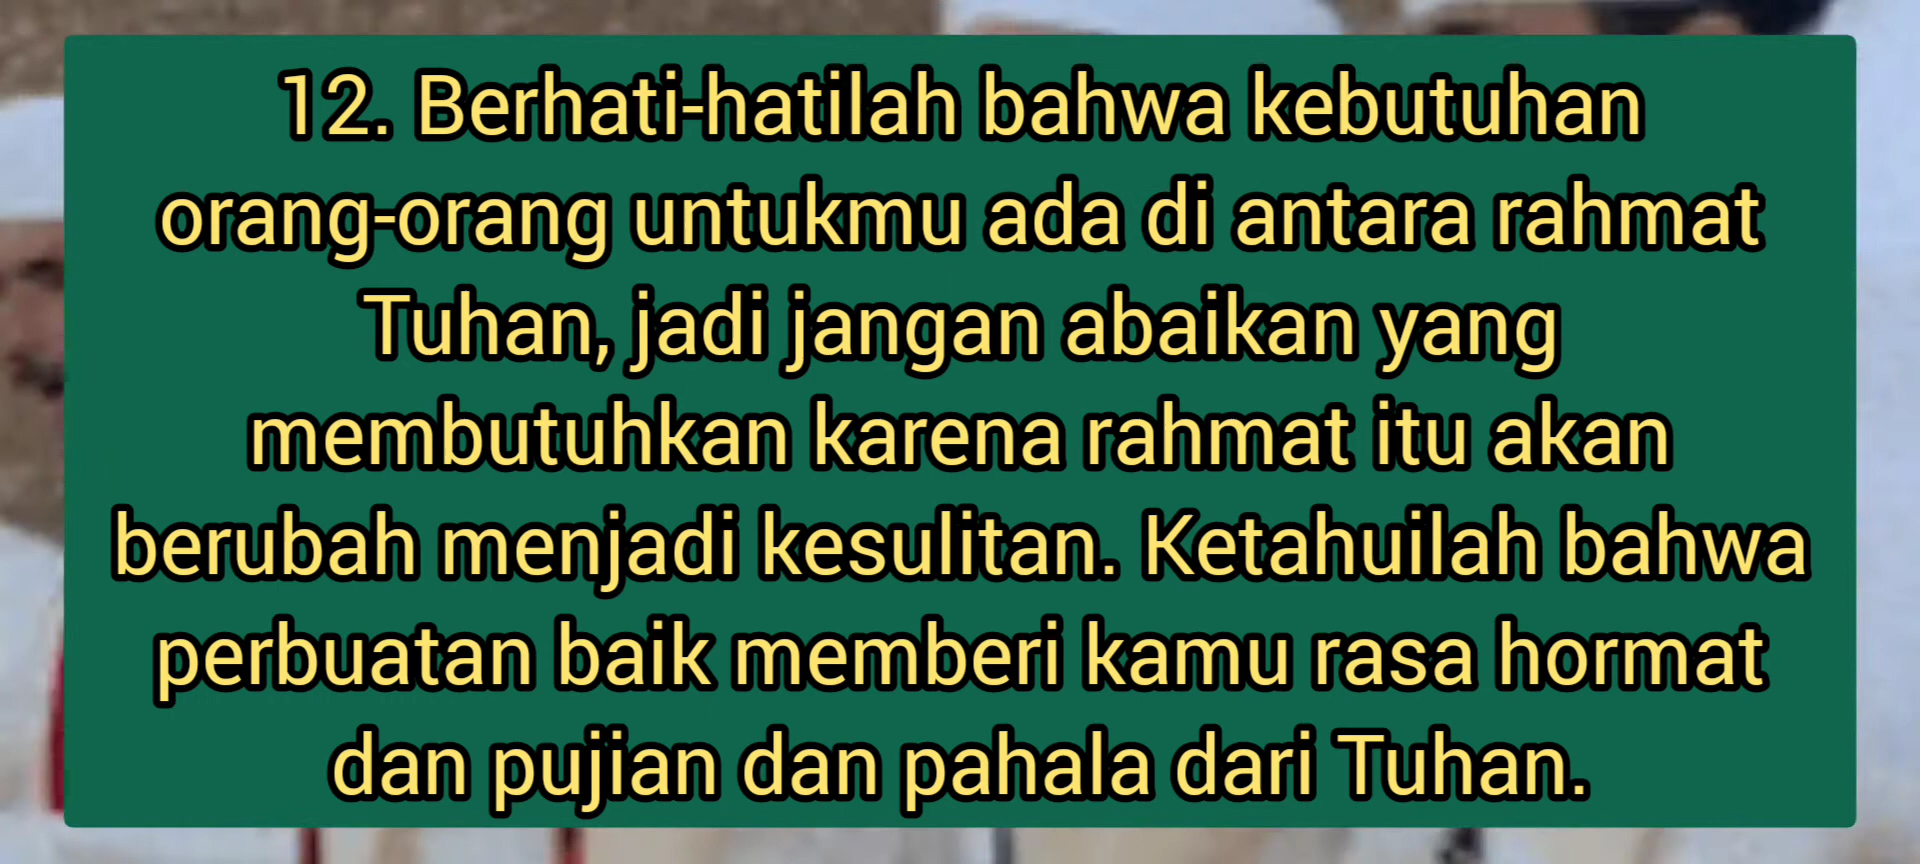 12. Berhati-hatilah bahwa kebutuhan
orang-orang untukmu ada di antara rahmat
Tuhan, jadi jangan abaikan yang
membutuhkan karena rahmat itu akan
berubah menjadi kesulitan. Ketahuilah bahwa
perbuatan baik memberi kamu rasa hormat
dan pujian dan pahala dari Tuhan.